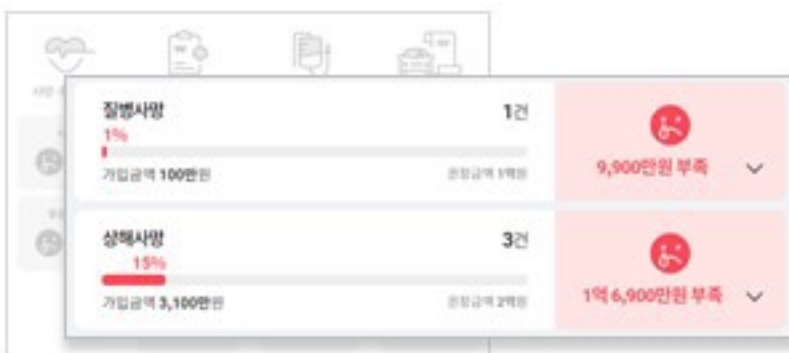 질병사망
1건
1%
가입금액 100만원
권장금액 1억원
9,900만원 부족
상해사망
3건
15%
가입금액 3,100만원
권장금액 2억원
1억 6,900만원 부족